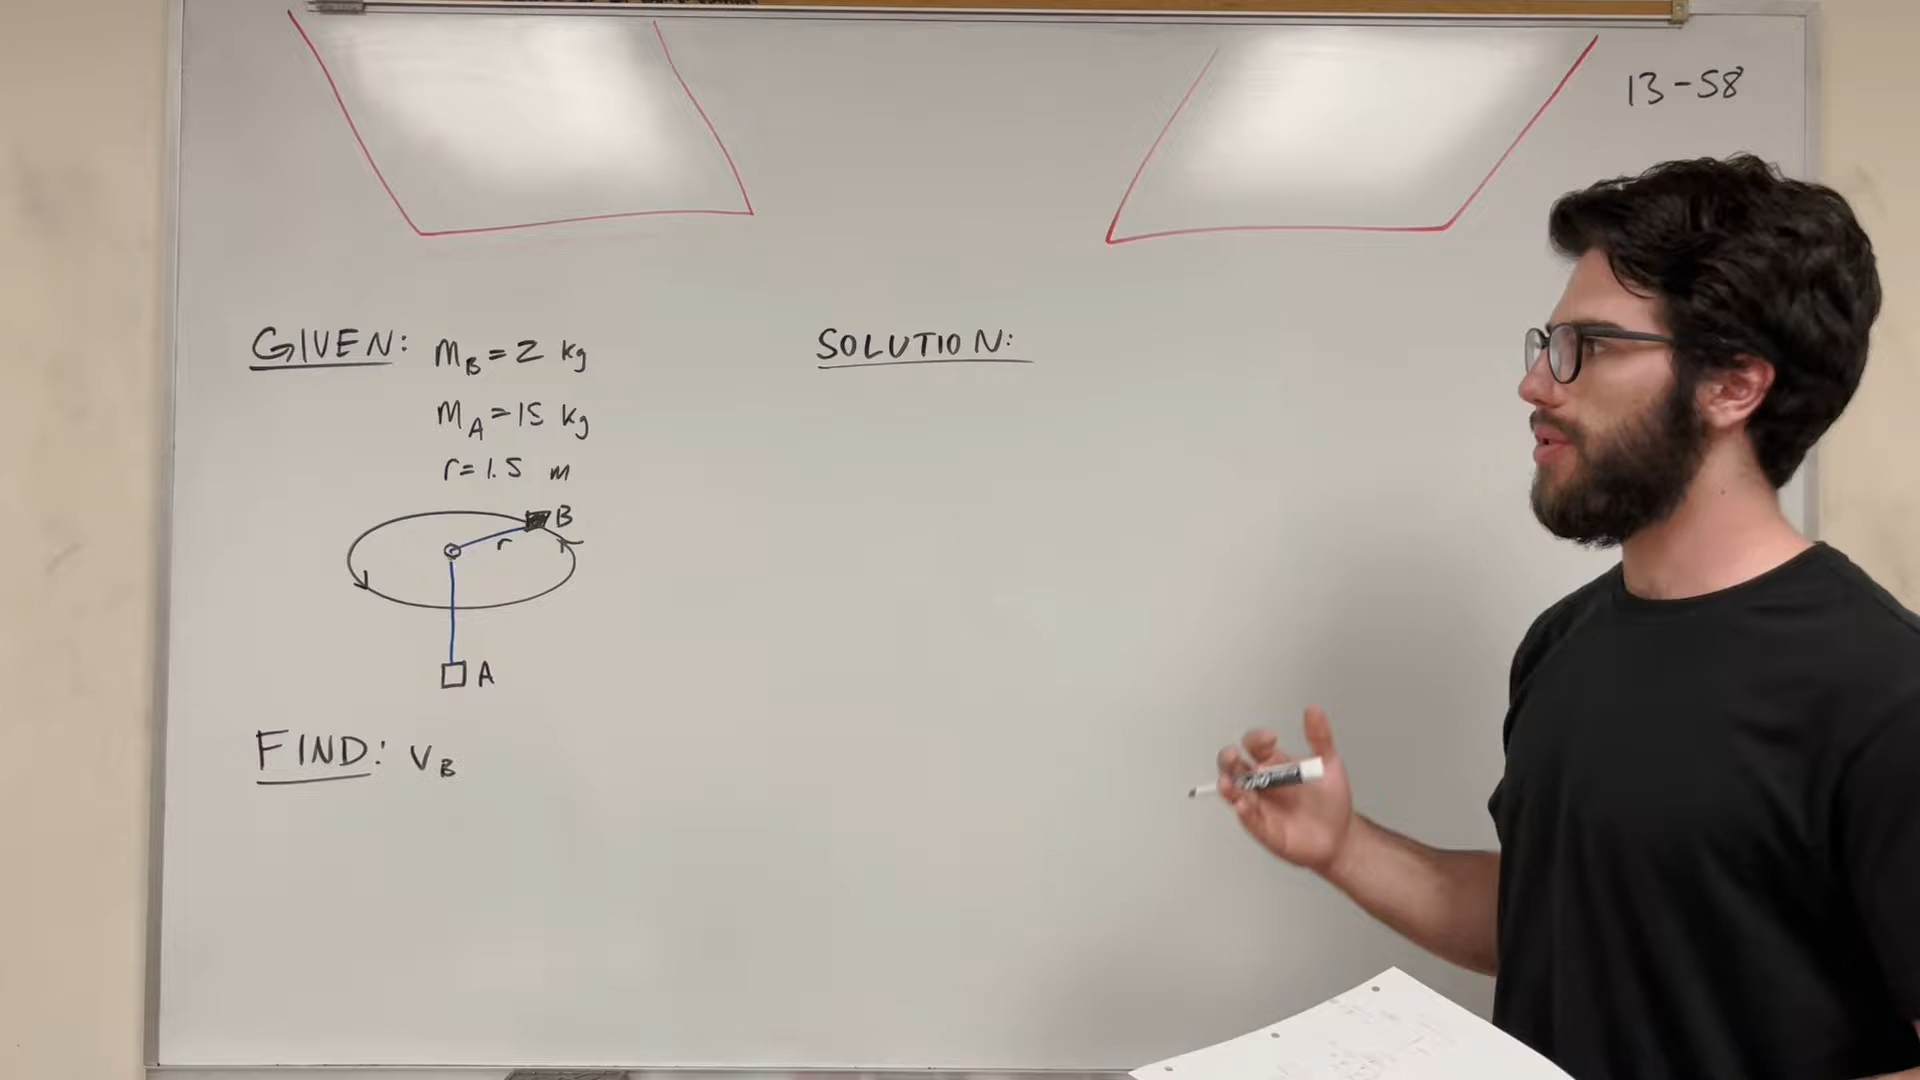 13-58
GIVEN: mB = 2 kg
mA = 15 kg
r = 1.5 m
B
r
A
FIND: vB
SOLUTION: